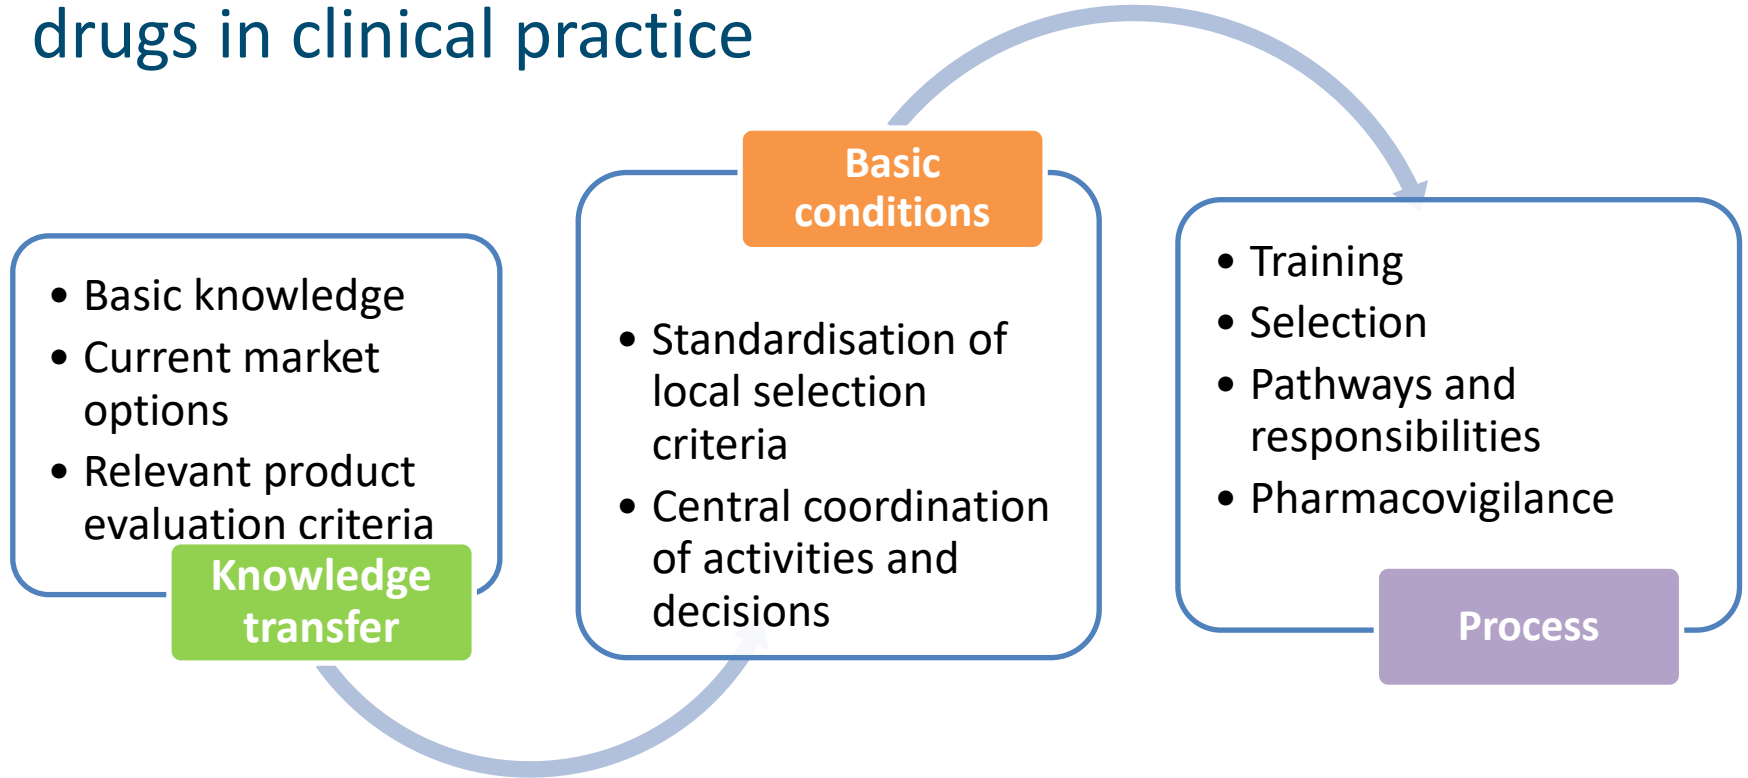 drugs in clinical practice
• Basic knowledge
• Current market
options
• Relevant product
evaluation criteria
Knowledge
transfer
Basic
conditions
• Standardisation of
local selection
criteria
• Central coordination
of activities and
decisions
• Training
• Selection
• Pathways and
responsibilities
• Pharmacovigilance
Process